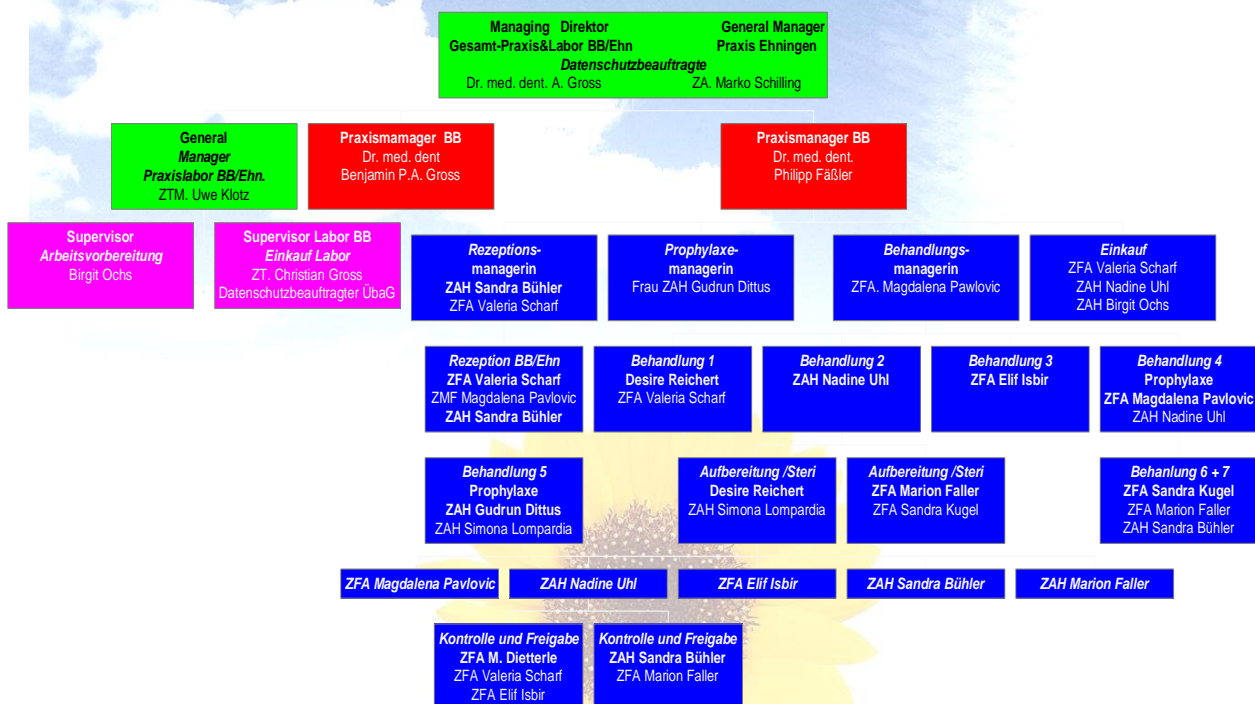 Managing Direktor General Manager
Gesamt-Praxis&Labor BB/Ehn Praxis Ehningen
Datenschutzbeauftragte
Dr. med. dent. A. Gross ZA. Marko Schilling
General
Manager
Praxislabor BB/Ehn.
ZTM. Uwe Klotz
Praxismamager BB
Dr. med. dent
Benjamin P.A. Gross
Praxismanager BB
Dr. med. dent.
Philipp Fäßler
Supervisor
Arbeitsvorbereitung
Birgit Ochs
Supervisor Labor BB
Einkauf Labor
ZT. Christian Gross
Datenschutzbeauftragter ÜbaG
Rezeptions-
managerin
ZAH Sandra Bühler
ZFA Valeria Scharf
Prophylaxe-
managerin
Frau ZAH Gudrun Dittus
Behandlungs-
managerin
ZFA. Magdalena Pawlovic
Einkauf
ZFA Valeria Scharf
ZAH Nadine Uhl
ZAH Birgit Ochs
Rezeption BB/Ehn
ZFA Valeria Scharf
ZMF Magdalena Pavlovic
ZAH Sandra Bühler
Behandlung 1
Desire Reichert
ZFA Valeria Scharf
Behandlung 2
ZAH Nadine Uhl
Behandlung 3
ZFA Elif Isbir
Behandlung 4
Prophylaxe
ZFA Magdalena Pavlovic
ZAH Nadine Uhl
Behandlung 5
Prophylaxe
ZAH Gudrun Dittus
ZAH Simona Lompardia
Aufbereitung /Steri
Desire Reichert
ZAH Simona Lompardia
Aufbereitung /Steri
ZFA Marion Faller
ZFA Sandra Kugel
Behanlung 6 + 7
ZFA Sandra Kugel
ZFA Marion Faller
ZAH Sandra Bühler
ZFA Magdalena Pavlovic
ZAH Nadine Uhl
ZFA Elif Isbir
ZAH Sandra Bühler
ZAH Marion Faller
Kontrolle und Freigabe
ZFA M. Dietterle
ZFA Valeria Scharf
ZFA Elif Isbir
Kontrolle und Freigabe
ZAH Sandra Bühler
ZFA Marion Faller